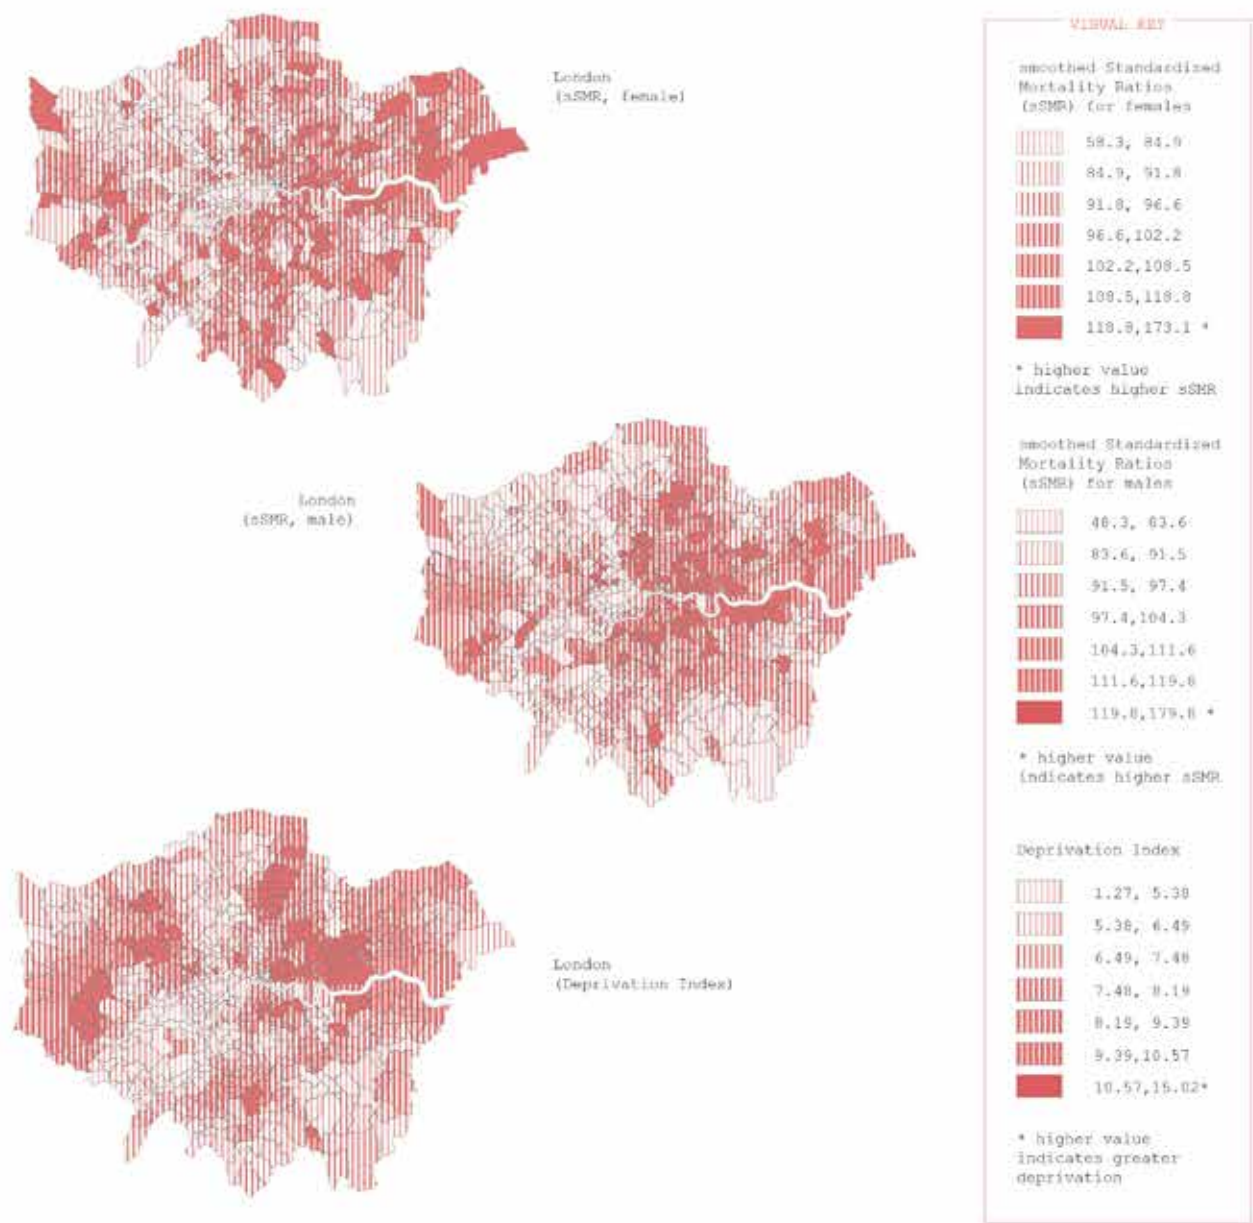 London
(sSMR, female)
London
(sSMR, male)
London
(Deprivation Index)
VISUAL KEY
smoothed Standardized
Mortality Ratios
(sSMR) for females
58.3, 84.9
84.9, 91.8
91.8, 96.6
96.6,102.2
102.2,108.5
108.5,118.8
118.8,173.1 *
* higher value
indicates higher sSMR
smoothed Standardized
Mortality Ratios
(sSMR) for males
48.3, 83.6
83.6, 91.5
91.5, 97.4
97.4,104.3
104.3,111.6
111.6,119.8
119.8,179.8 *
* higher value
indicates higher sSMR
Deprivation Index
1.27, 5.38
5.38, 6.49
6.49, 7.48
7.48, 8.19
8.19, 9.39
9.39,10.57
10.57,15.02*
* higher value
indicates greater
deprivation